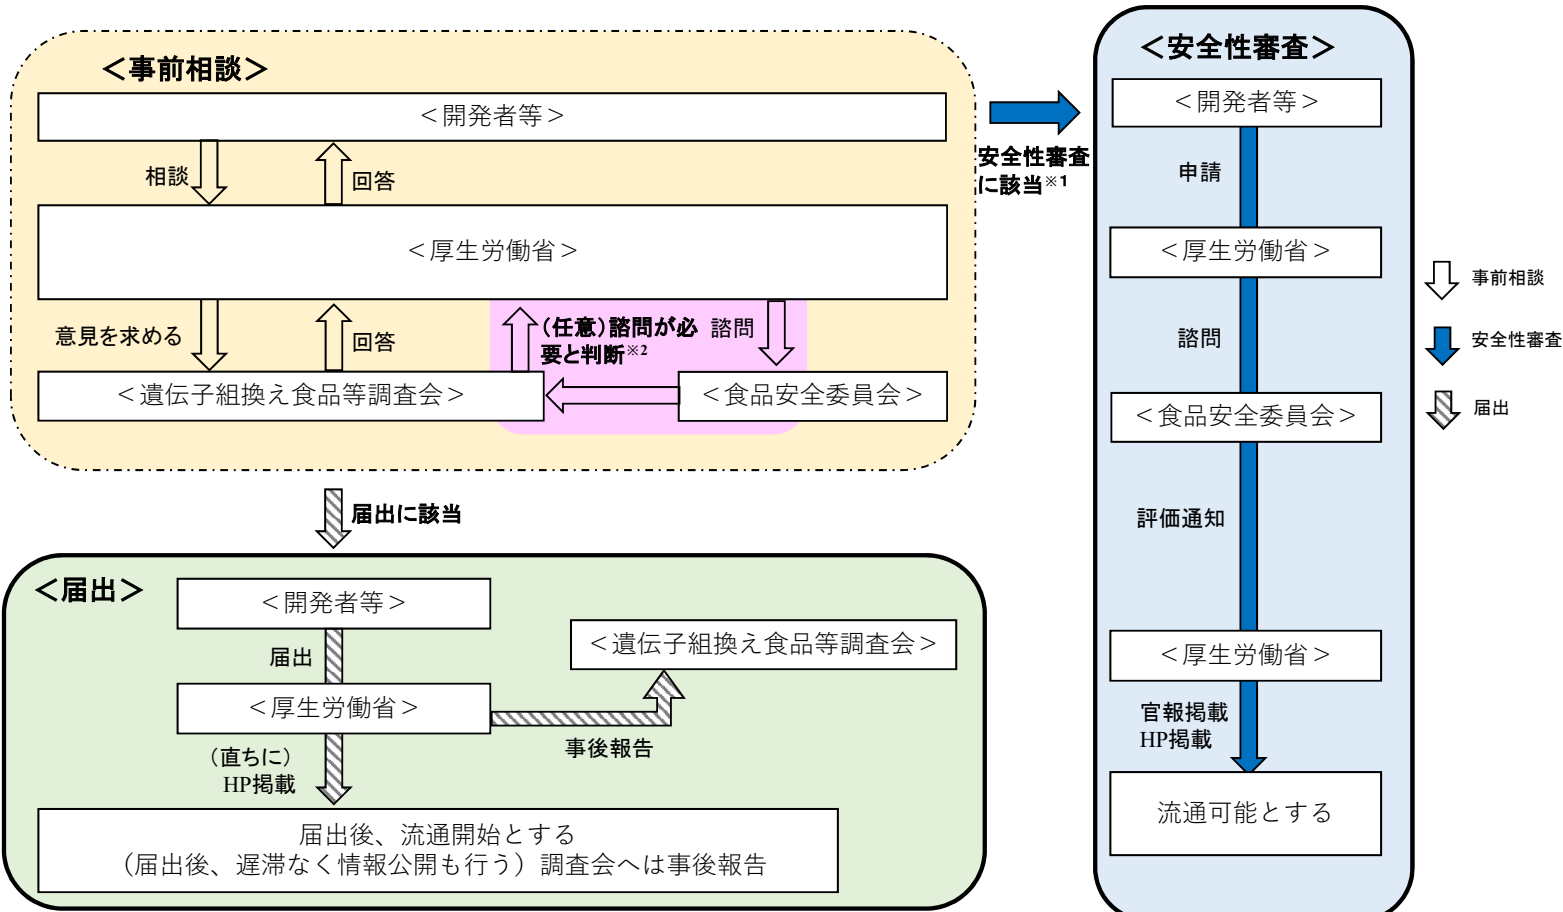 ＜事前相談＞
＜開発者等＞
相談
回答
＜厚生労働省＞
意見を求める
回答
（任意）諮問が必
要と判断※2
諮問
＜遺伝子組換え食品等調査会＞
＜食品安全委員会＞
安全性審査
に該当※1
届出に該当
＜届出＞
＜開発者等＞
届出
＜厚生労働省＞
＜遺伝子組換え食品等調査会＞
事後報告
（直ちに）
HP掲載
届出後、流通開始とする
（届出後、遅滞なく情報公開も行う）調査会へは事後報告
＜安全性審査＞
＜開発者等＞
申請
＜厚生労働省＞
諮問
＜食品安全委員会＞
評価通知
＜厚生労働省＞
官報掲載
HP掲載
流通可能とする
事前相談
安全性審査
届出